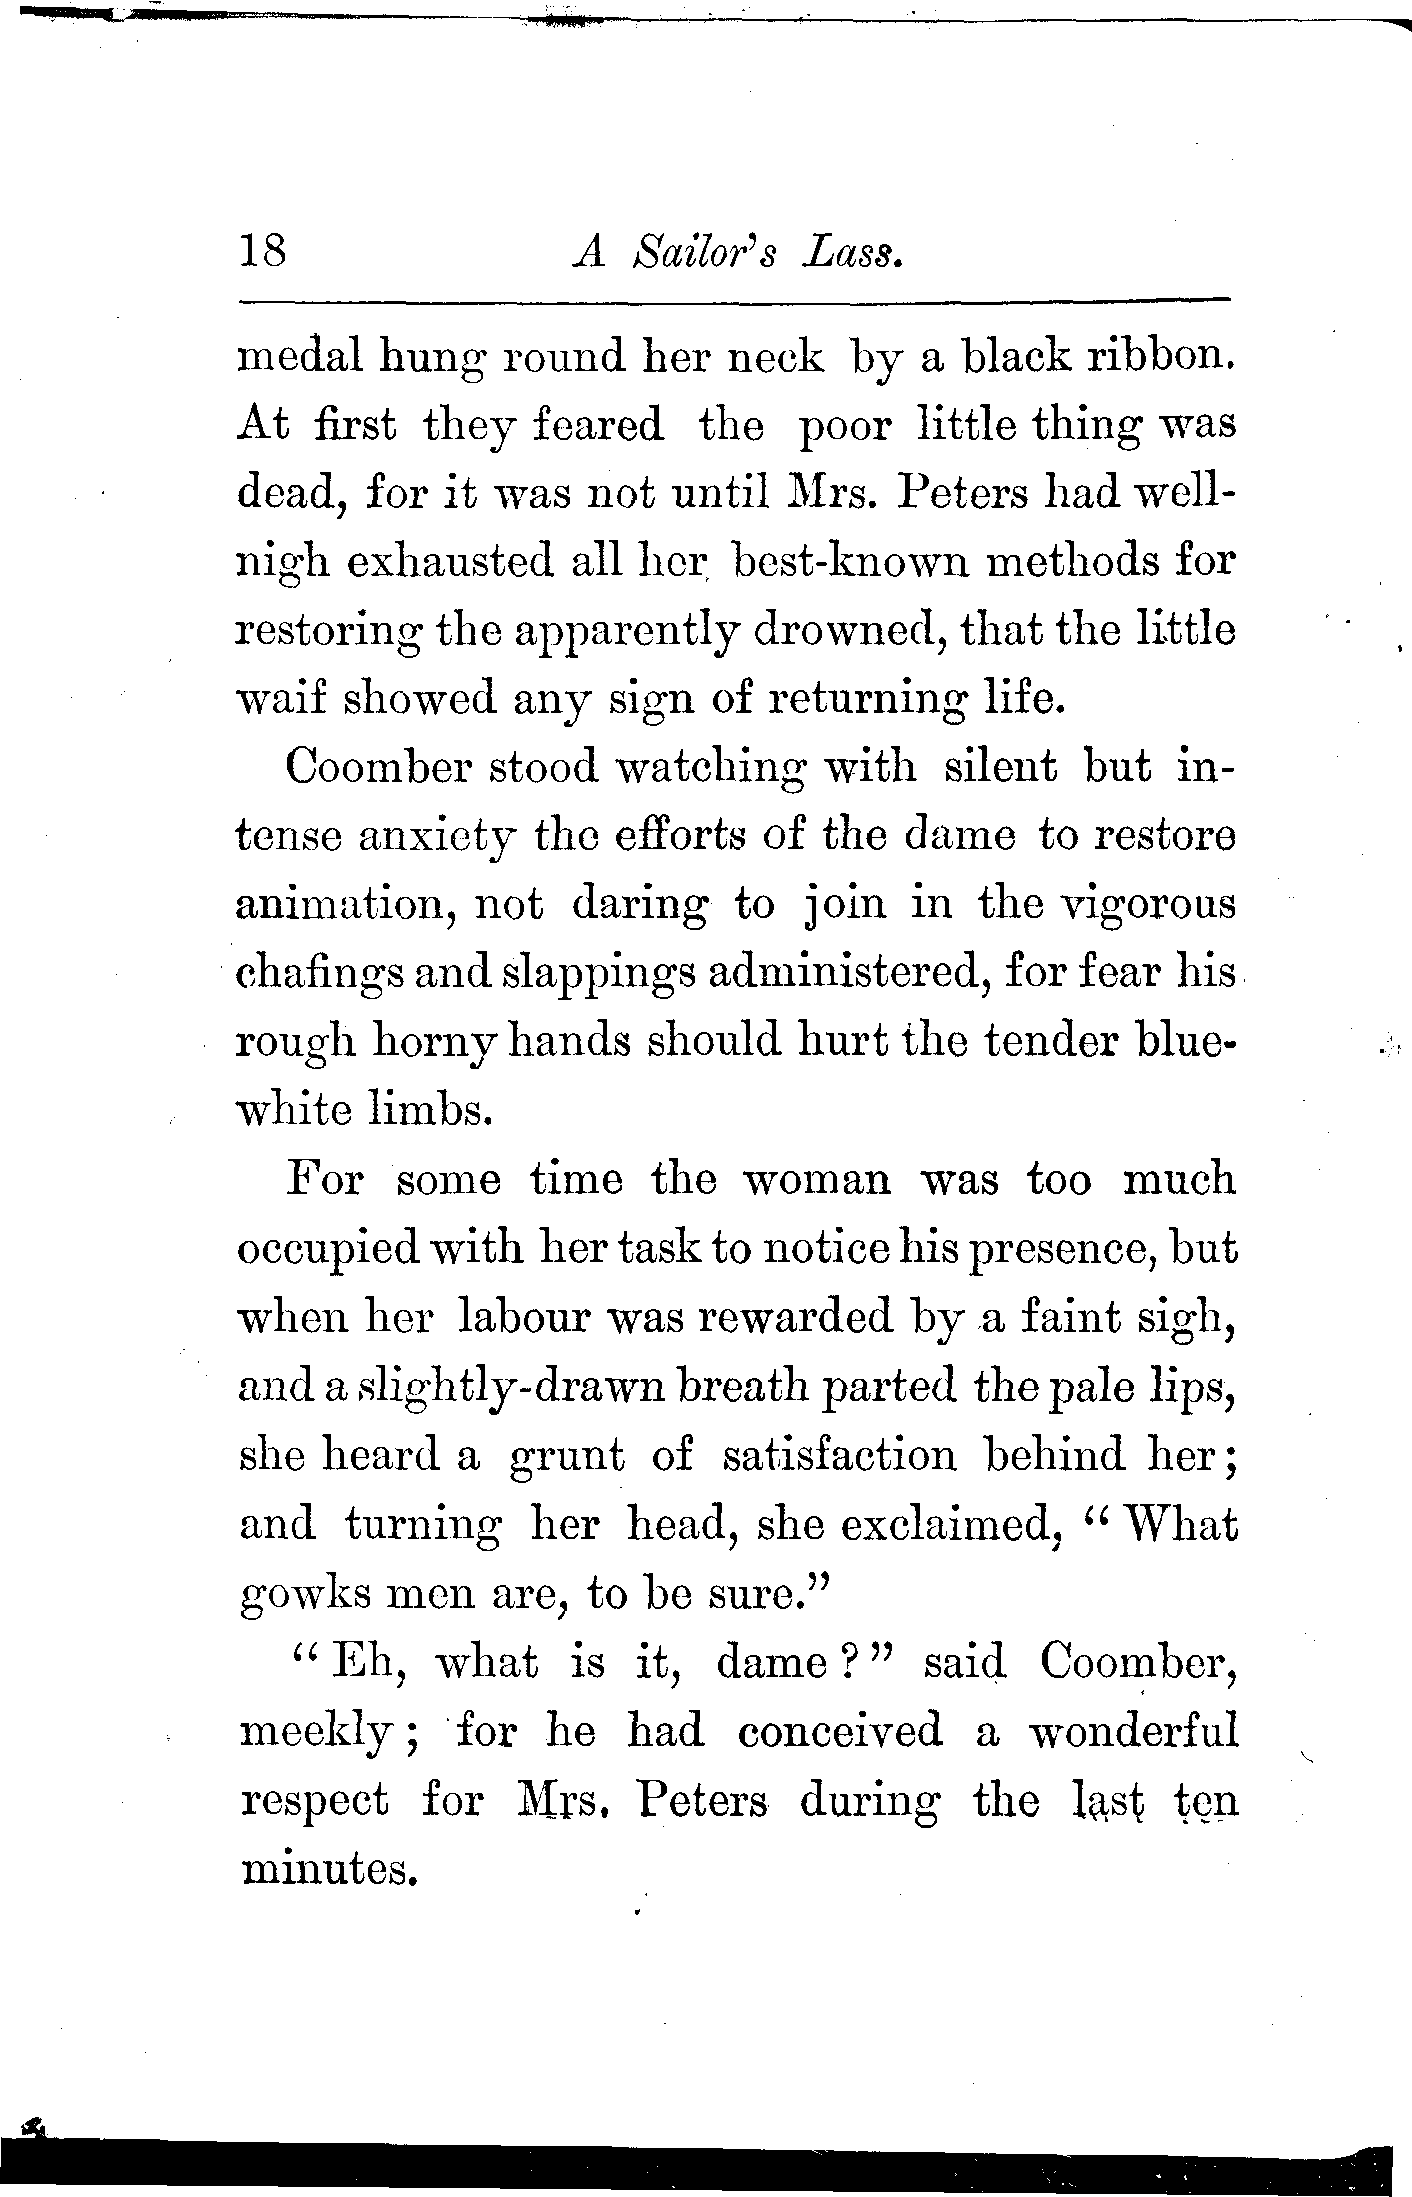 18 A Sailor's Lass.
medal hung round her neck by a black ribbon.
At first they feared the poor little thing was
dead, for it was not until Mrs. Peters had well-
nigh exhausted all her best-known methods for
restoring the apparently drowned, that the little
waif showed any sign of returning life.
Coomber stood watching with silent but in-
tense anxiety the efforts of the dame to restore
animation, not daring to join in the vigorous
chafings and slappings administered, for fear his
rough horny hands should hurt the tender blue-
white limbs.
For some time the woman was too much
occupied with her task to notice his presence, but
when her labour was rewarded by a faint sigh,
and a slightly-drawn breath parted the pale lips,
she heard a grunt of satisfaction behind her;
and turning her head, she exclaimed, "What
gowks men are, to be sure."
"Eh, what is it, dame?" said Coomber,
meekly; for he had conceived a wonderful
respect for Mrs. Peters during the last ten
minutes.